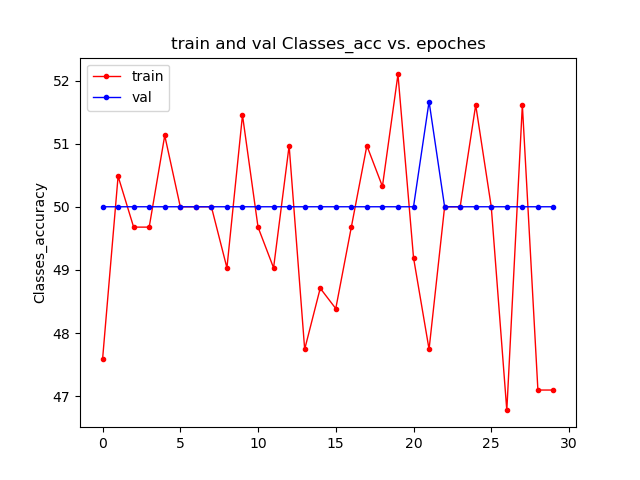 train and val Classes_acc vs. epoches
train
val
Classes_accuracy
52
51
50
49
48
47
0 5 10 15 20 25 30